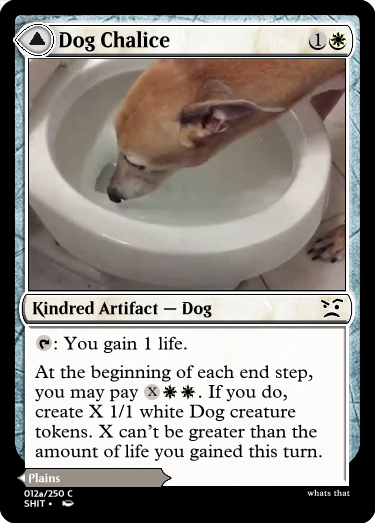 Dog Chalice 1
Kindred Artifact — Dog
: You gain 1 life.
At the beginning of each end step,
you may pay X. If you do,
create X 1/1 white Dog creature
tokens. X can't be greater than the
amount of life you gained this turn.
Plains
012a/250 C
SHIT •
whats that